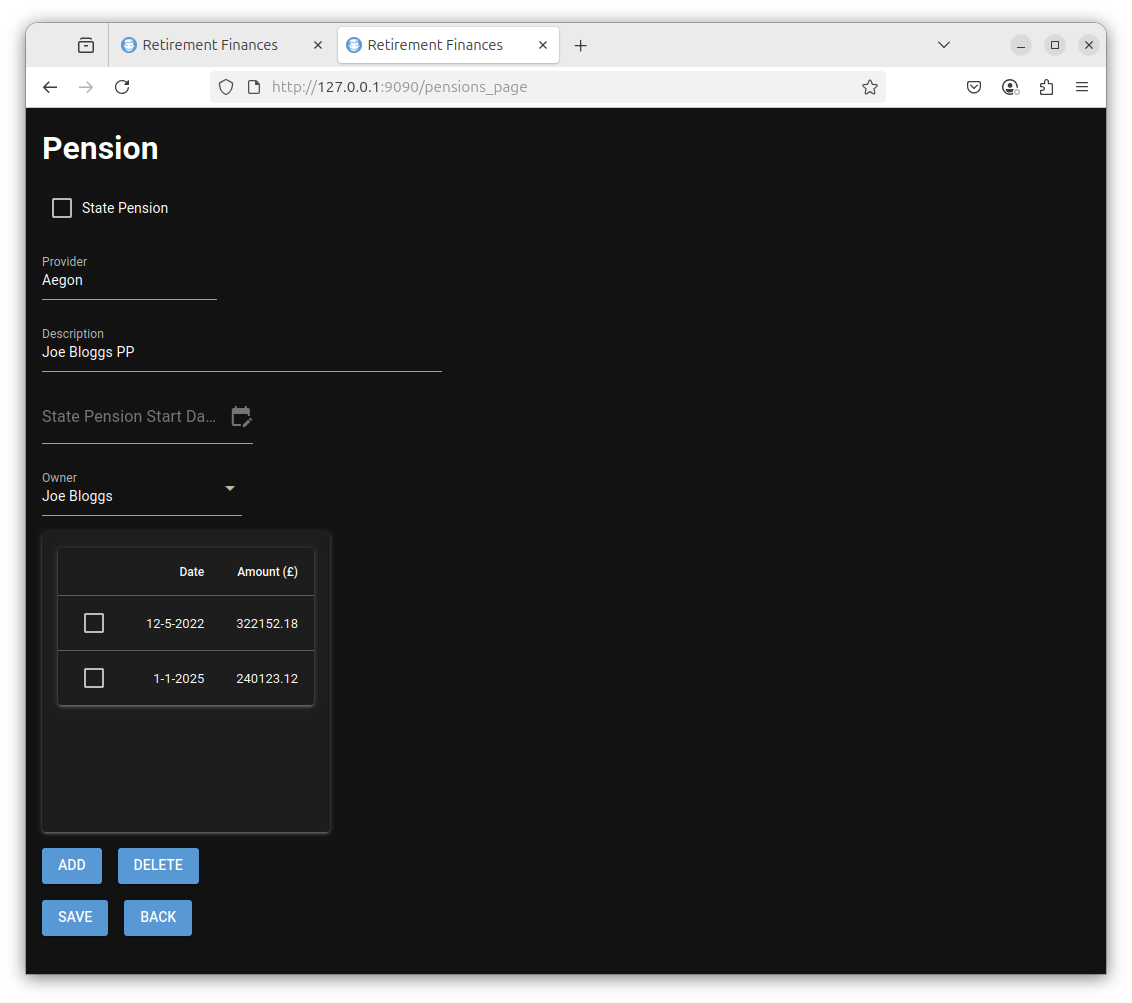 Retirement Finances
Retirement Finances
http://127.0.0.1:9090/pensions_page
Pension
State Pension
Provider
Aegon
Description
Joe Bloggs PP
State Pension Start Da...
Owner
Joe Bloggs
Date Amount (£)
12-5-2022 322152.18
1-1-2025 240123.12
ADD DELETE
SAVE BACK